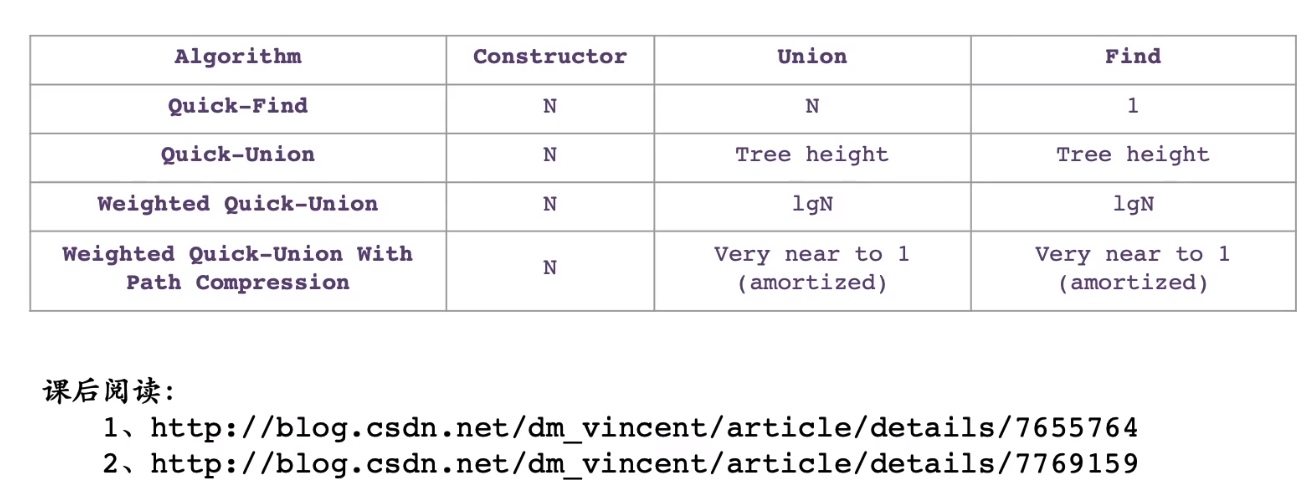 Algorithm Constructor Union Find
Quick-Find N N 1
Quick-Union N Tree height Tree height
Weighted Quick-Union N lgN lgN
Weighted Quick-Union With Path Compression N Very near to 1 (amortized) Very near to 1 (amortized)
课后阅读:
1、http://blog.csdn.net/dm_vincent/article/details/7655764
2、http://blog.csdn.net/dm_vincent/article/details/7769159